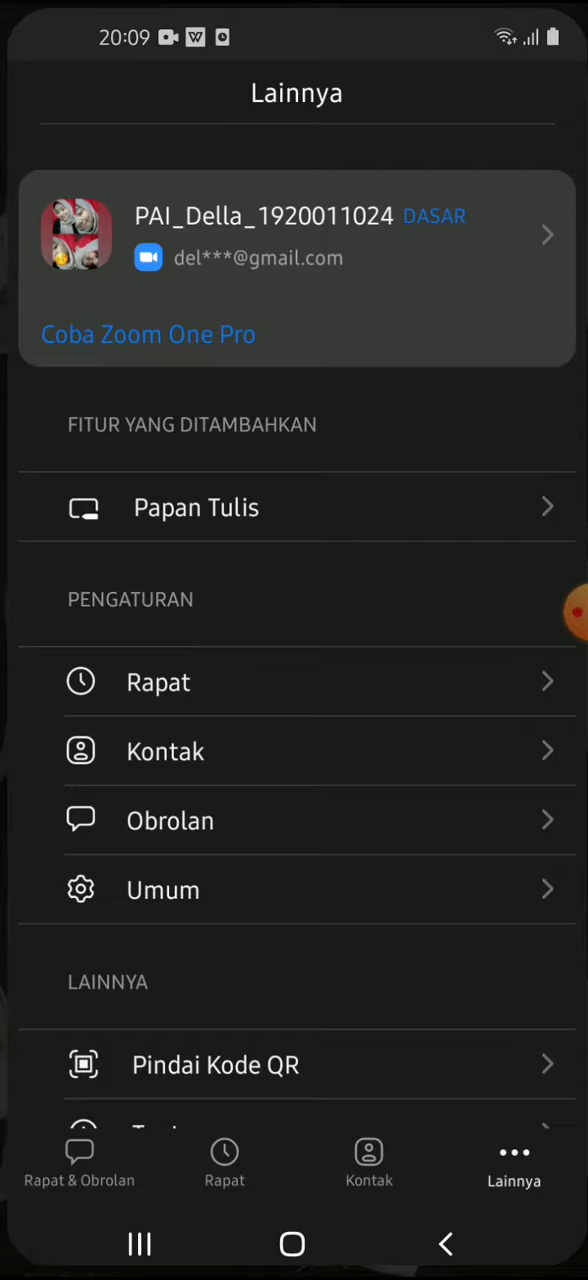 20:09
Lainnya
PAI_Della_1920011024 DASAR
del***@gmail.com
Coba Zoom One Pro
FITUR YANG DITAMBAHKAN
Papan Tulis
PENGATURAN
Rapat
Kontak
Obrolan
Umum
LAINNYA
Pindai Kode QR
Rapat & Obrolan
Rapat
Kontak
Lainnya